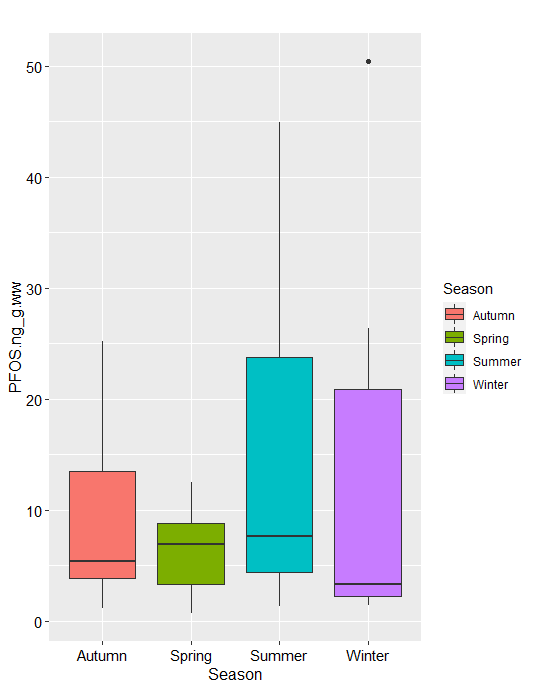 50
40
30
20
10
0
PFOS.ng_g.ww
Autumn Spring Summer Winter
Season
Season
Autumn
Spring
Summer
Winter